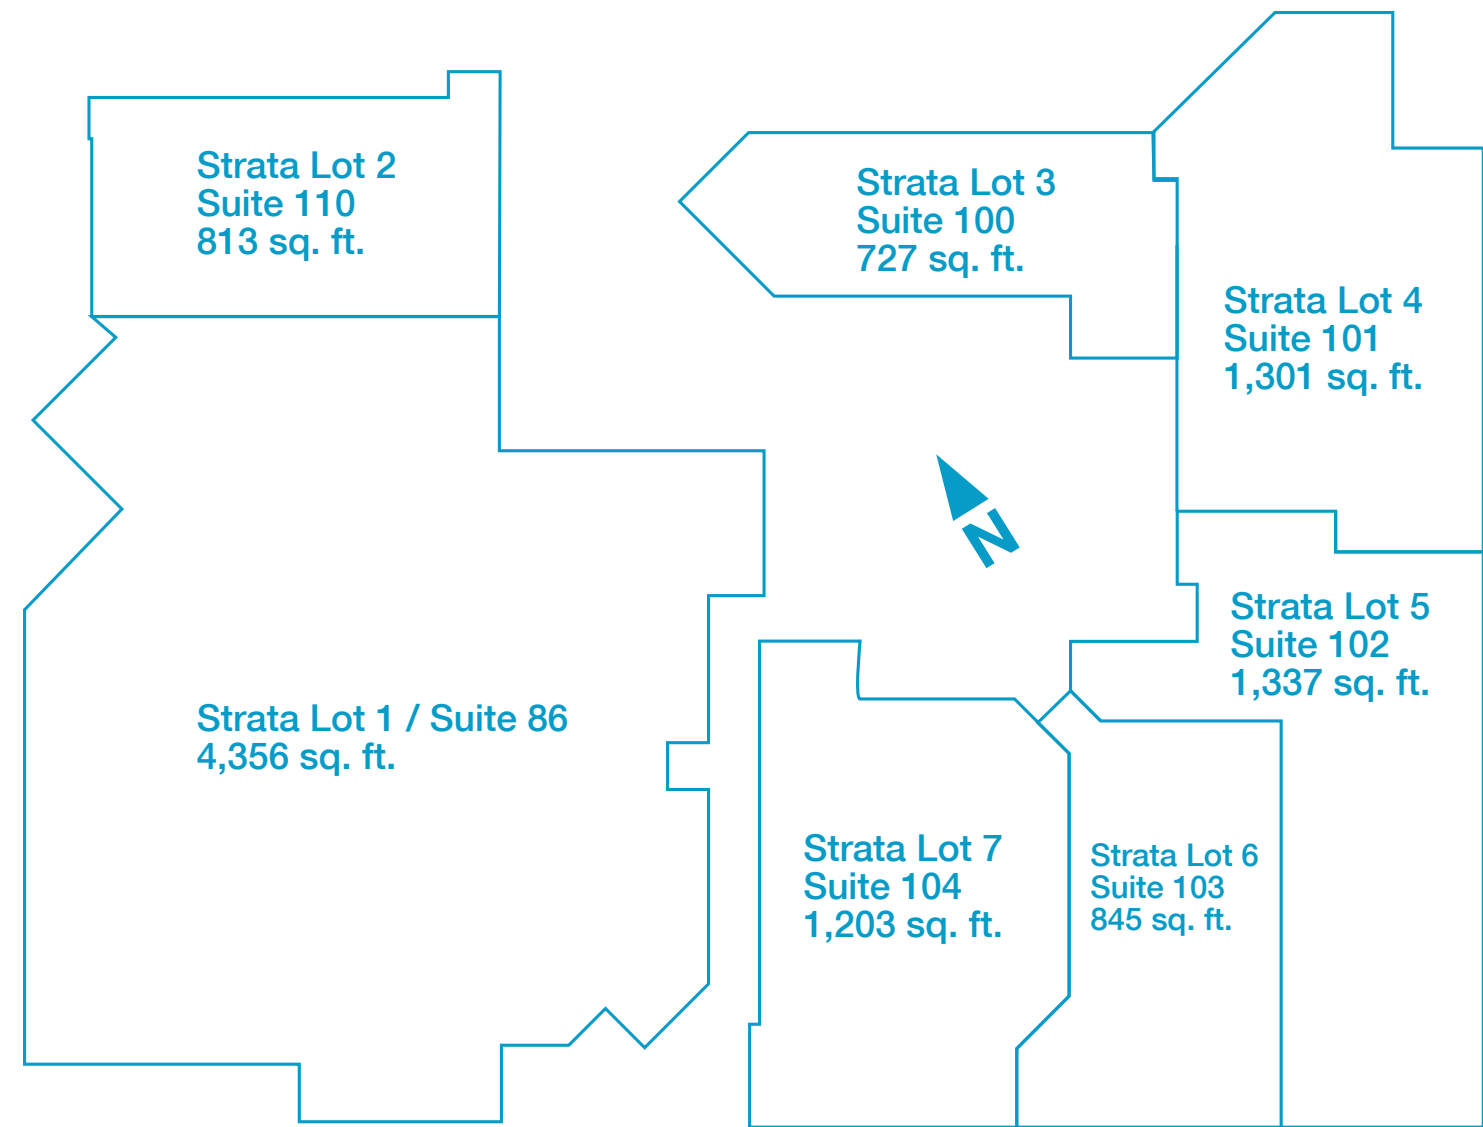 Strata Lot 2
Suite 110
813 sq. ft.
Strata Lot 3
Suite 100
727 sq. ft.
Strata Lot 4
Suite 101
1,301 sq. ft.
N
Strata Lot 5
Suite 102
1,337 sq. ft.
Strata Lot 1 / Suite 86
4,356 sq. ft.
Strata Lot 7
Suite 104
1,203 sq. ft.
Strata Lot 6
Suite 103
845 sq. ft.